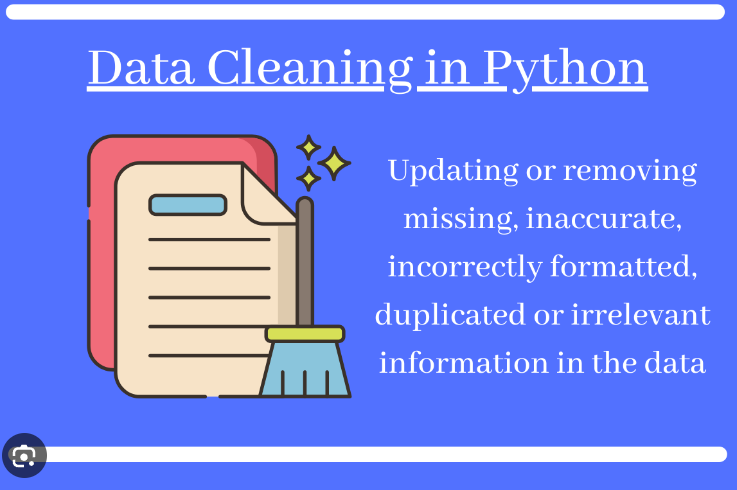 Data Cleaning in Python
Updating or removing
missing, inaccurate,
incorrectly formatted,
duplicated or irrelevant
information in the data